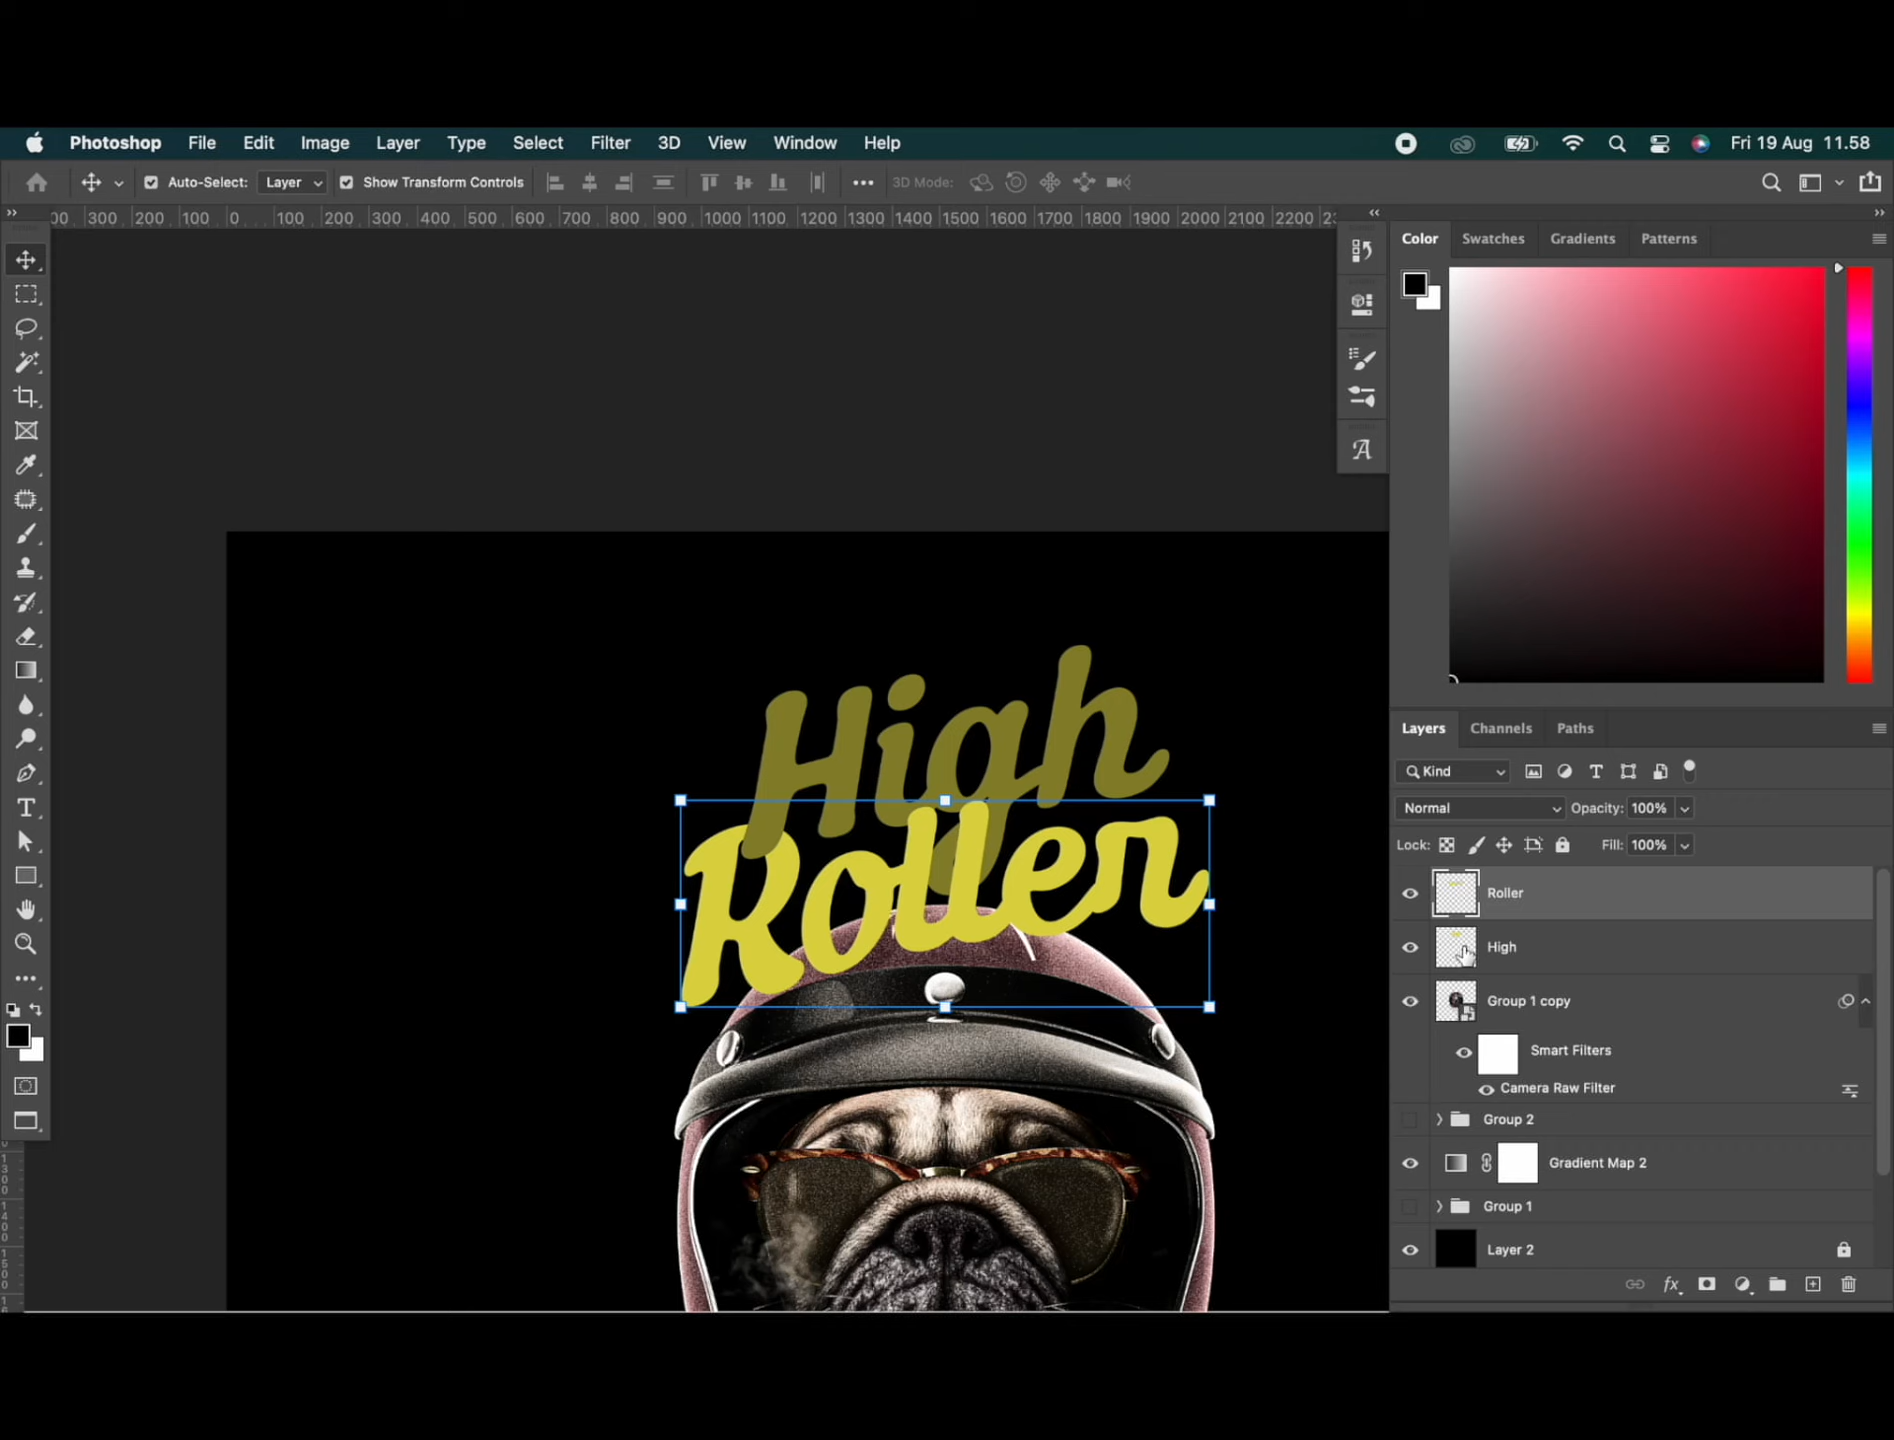 Photoshop File Edit Image Layer Type Select Filter 3D View Window Help Fri 19 Aug 11.58
Auto-Select: Layer Show Transform Controls 3D Mode:
300 200 100 0 100 200 300 400 500 600 700 800 900 1000 1100 1200 1300 1400 1500 1600 1700 1800 1900 2000 2100 2200
Color Swatches Gradients Patterns
High
Roller
Layers Channels Paths
Kind
Normal Opacity: 100%
Lock: Fill: 100%
Roller
High
Group 1 copy
Smart Filters
Camera Raw Filter
Group 2
Gradient Map 2
Group 1
Layer 2
fx